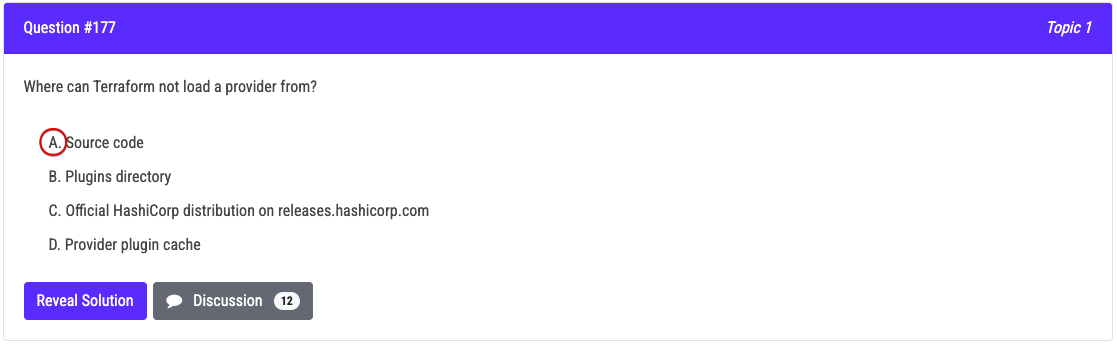 Question #177
Topic 1
Where can Terraform not load a provider from?
A. Source code
B. Plugins directory
C. Official HashiCorp distribution on releases.hashicorp.com
D. Provider plugin cache
Reveal Solution
Discussion 12